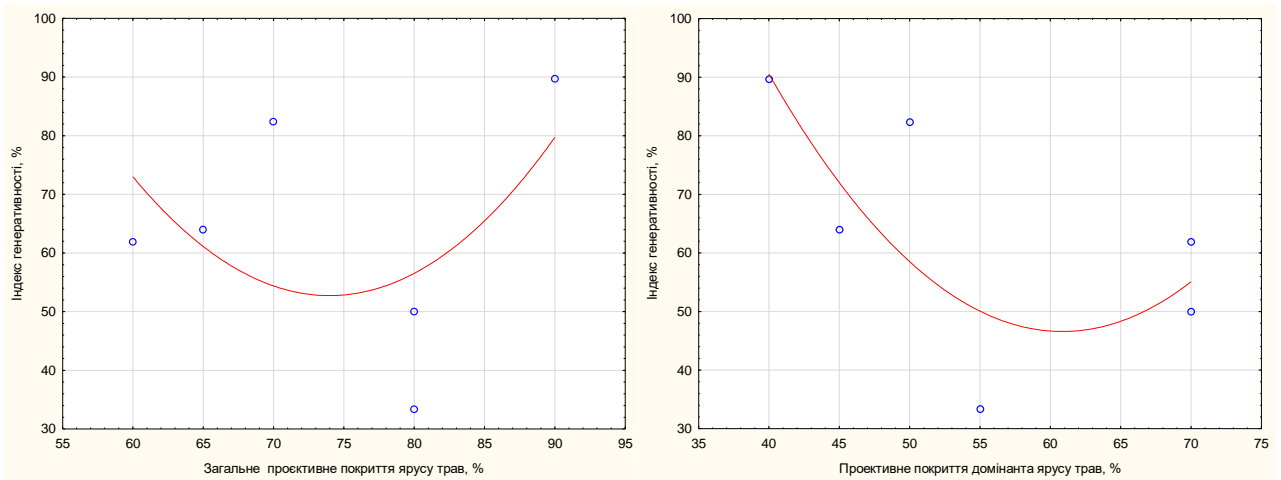 100
90
80
70
60
50
40
30
Індекс генеративності, %
55 60 65 70 75 80 85 90 95
Загальне проєктивне покриття ярусу трав, %
100
90
80
70
60
50
40
30
Індекс генеративності, %
35 40 45 50 55 60 65 70 75
Проективне покриття домінанта ярусу трав, %